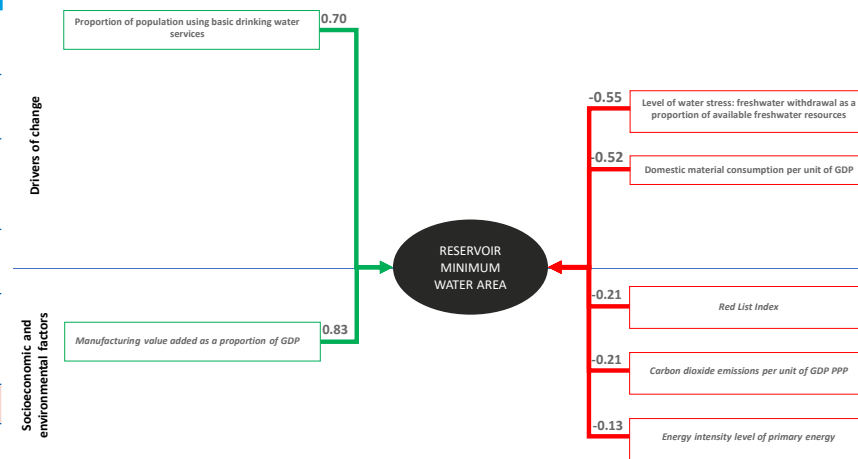 Proportion of population using basic drinking water
services
0.70
Drivers of change
-0.55
Level of water stress: freshwater withdrawal as a
proportion of available freshwater resources
-0.52
Domestic material consumption per unit of GDP
RESERVOIR
MINIMUM
WATER AREA
Socioeconomic and
environmental factors
Manufacturing value added as a proportion of GDP
0.83
-0.21
Red List Index
-0.21
Carbon dioxide emissions per unit of GDP PPP
-0.13
Energy intensity level of primary energy